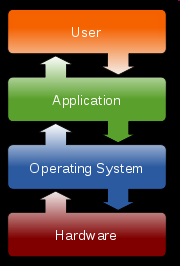 User
Application
Operating System
Hardware